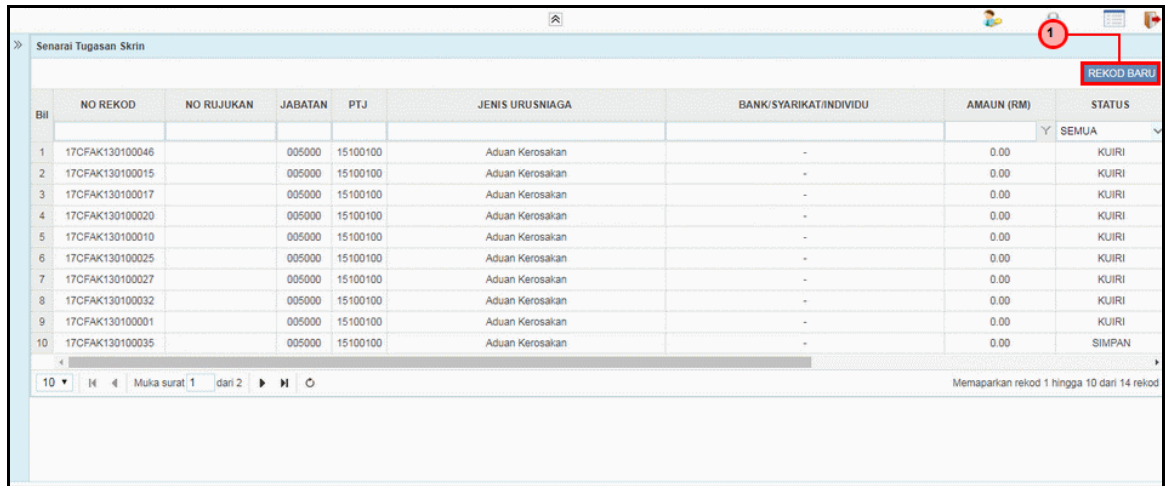 1
Senarai Tugasan Skrin
REKOD BARU
Bil NO REKOD NO RUJUKAN JABATAN PTJ JENIS URUSNIAGA BANK/SYARIKAT/INDIVIDU AMAUN (RM) STATUS
SEMUA
1 17CFAK130100046 005000 15100100 Aduan Kerosakan - 0.00 KUIRI
2 17CFAK130100015 005000 15100100 Aduan Kerosakan - 0.00 KUIRI
3 17CFAK130100017 005000 15100100 Aduan Kerosakan - 0.00 KUIRI
4 17CFAK130100020 005000 15100100 Aduan Kerosakan - 0.00 KUIRI
5 17CFAK130100010 005000 15100100 Aduan Kerosakan - 0.00 KUIRI
6 17CFAK130100025 005000 15100100 Aduan Kerosakan - 0.00 KUIRI
7 17CFAK130100027 005000 15100100 Aduan Kerosakan - 0.00 KUIRI
8 17CFAK130100032 005000 15100100 Aduan Kerosakan - 0.00 KUIRI
9 17CFAK130100001 005000 15100100 Aduan Kerosakan - 0.00 KUIRI
10 17CFAK130100035 005000 15100100 Aduan Kerosakan - 0.00 SIMPAN
10 Muka surat 1 dari 2 Memaparkan rekod 1 hingga 10 dari 14 rekod